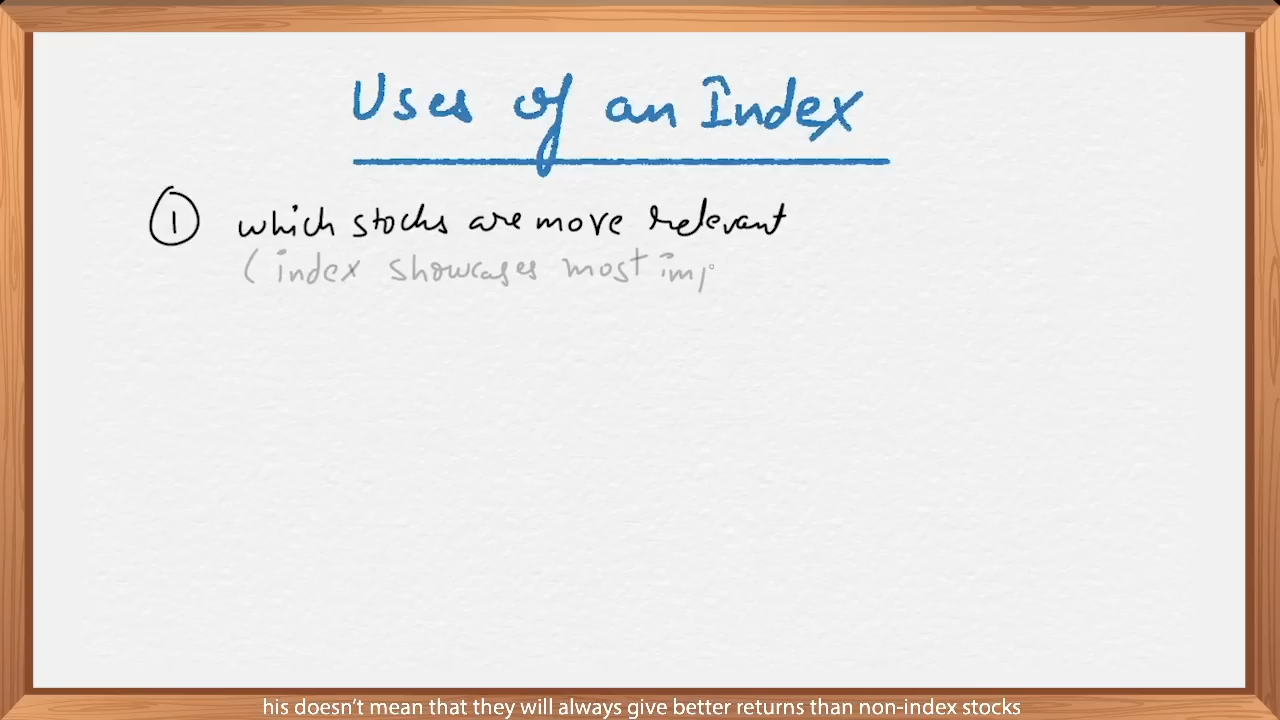 Uses of an Index
1 which stocks are more relevant
(index showcases most imp
his doesn't mean that they will always give better returns than non-index stocks